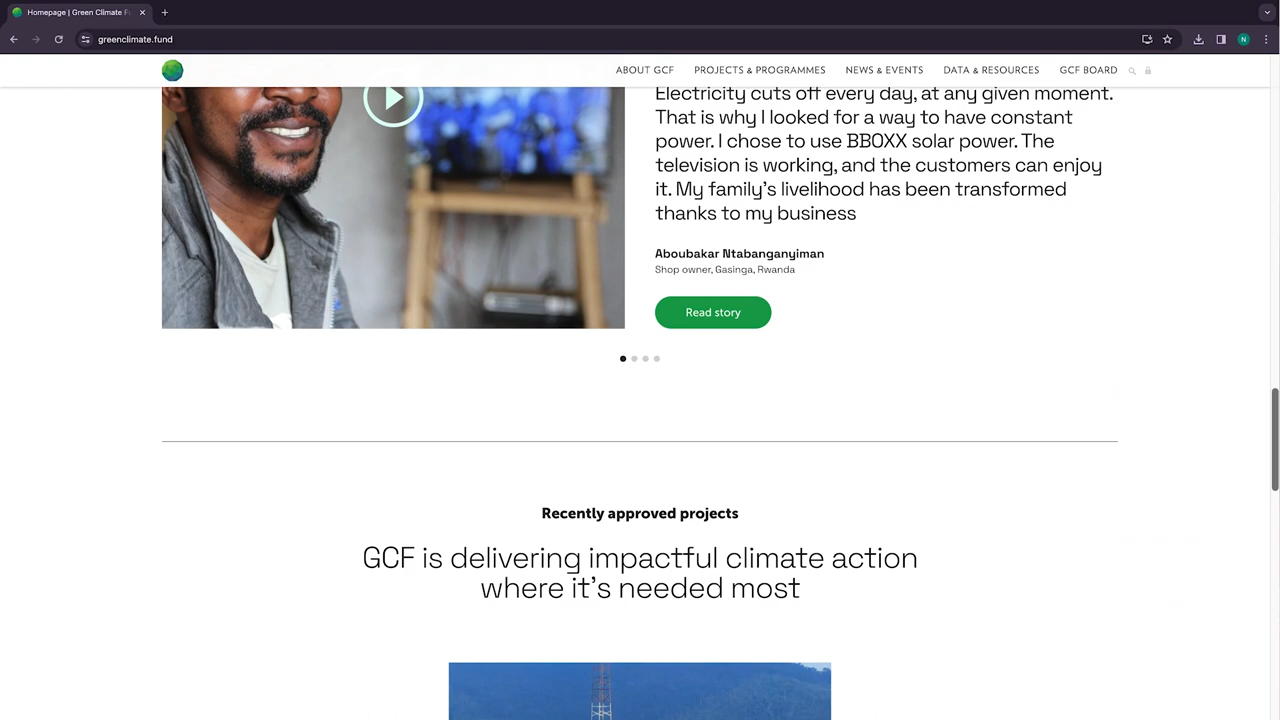 Homepage | Green Climate F
greenclimate.fund
N
ABOUT GCF PROJECTS & PROGRAMMES NEWS & EVENTS DATA & RESOURCES GCF BOARD
Electricity cuts off every day, at any given moment.
That is why I looked for a way to have constant
power. I chose to use BBOXX solar power. The
television is working, and the customers can enjoy
it. My family's livelihood has been transformed
thanks to my business
Aboubakar Ntabanganyiman
Shop owner, Gasinga, Rwanda
Read story
Recently approved projects
GCF is delivering impactful climate action
where it's needed most